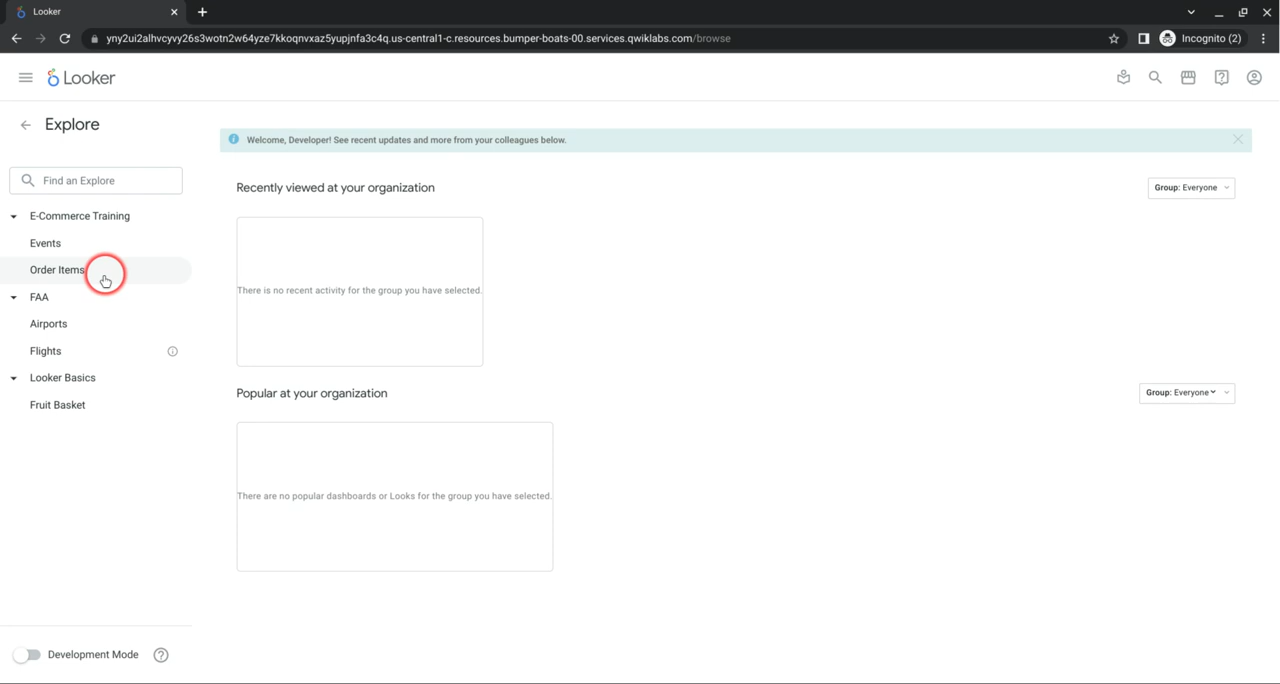 Looker
yny2ui2alhvcyvy26s3wotn2w64yze7kkoqnvxaz5yupjnfa3c4q.us-central1-c.resources.bumper-boats-00.services.qwiklabs.com/browse
Incognito (2)
Looker
Explore
Welcome, Developer! See recent updates and more from your colleagues below.
Find an Explore
Recently viewed at your organization
Group: Everyone
E-Commerce Training
Events
Order Items
There is no recent activity for the group you have selected.
FAA
Airports
Flights
Looker Basics
Popular at your organization
Group: Everyone
Fruit Basket
There are no popular dashboards or Looks for the group you have selected.
Development Mode